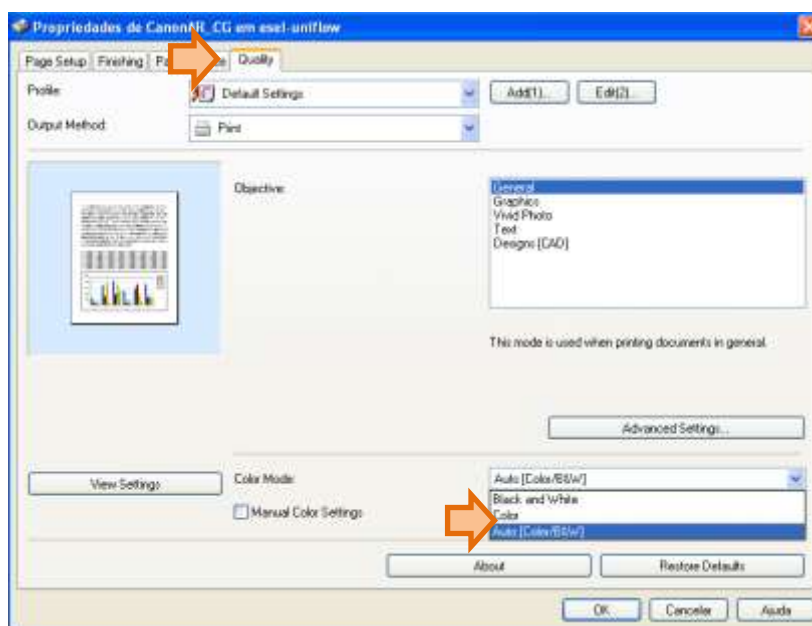 Propriedades de CanonIR_CG em esel-uniflow
Page Setup Finishing Quality
Profile: Default Settings Add(1)... Edit(2)...
Output Method: Print
Objective:
General
Graphics
Vivid Photo
Text
Designs [CAD]
This mode is used when printing documents in general.
Advanced Settings...
View Settings Color Mode: Auto [Color/B&W]
Black and White
Manual Color Settings Color
Auto [Color/B&W]
About Restore Defaults
OK Cancelar Ajuda